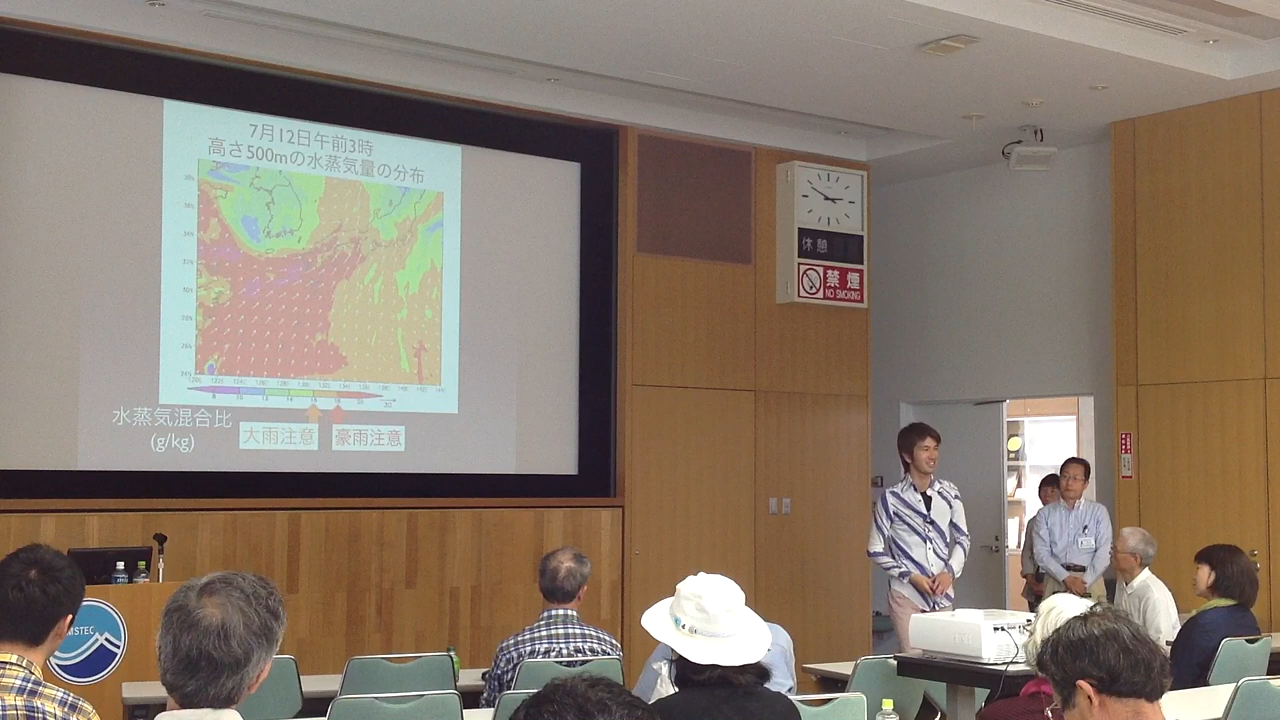 7月12日午前3時
高さ500mの水蒸気量の分布
水蒸気混合比
(g/kg)
大雨注意
豪雨注意
休憩
禁煙
NO SMOKING
MSTEC